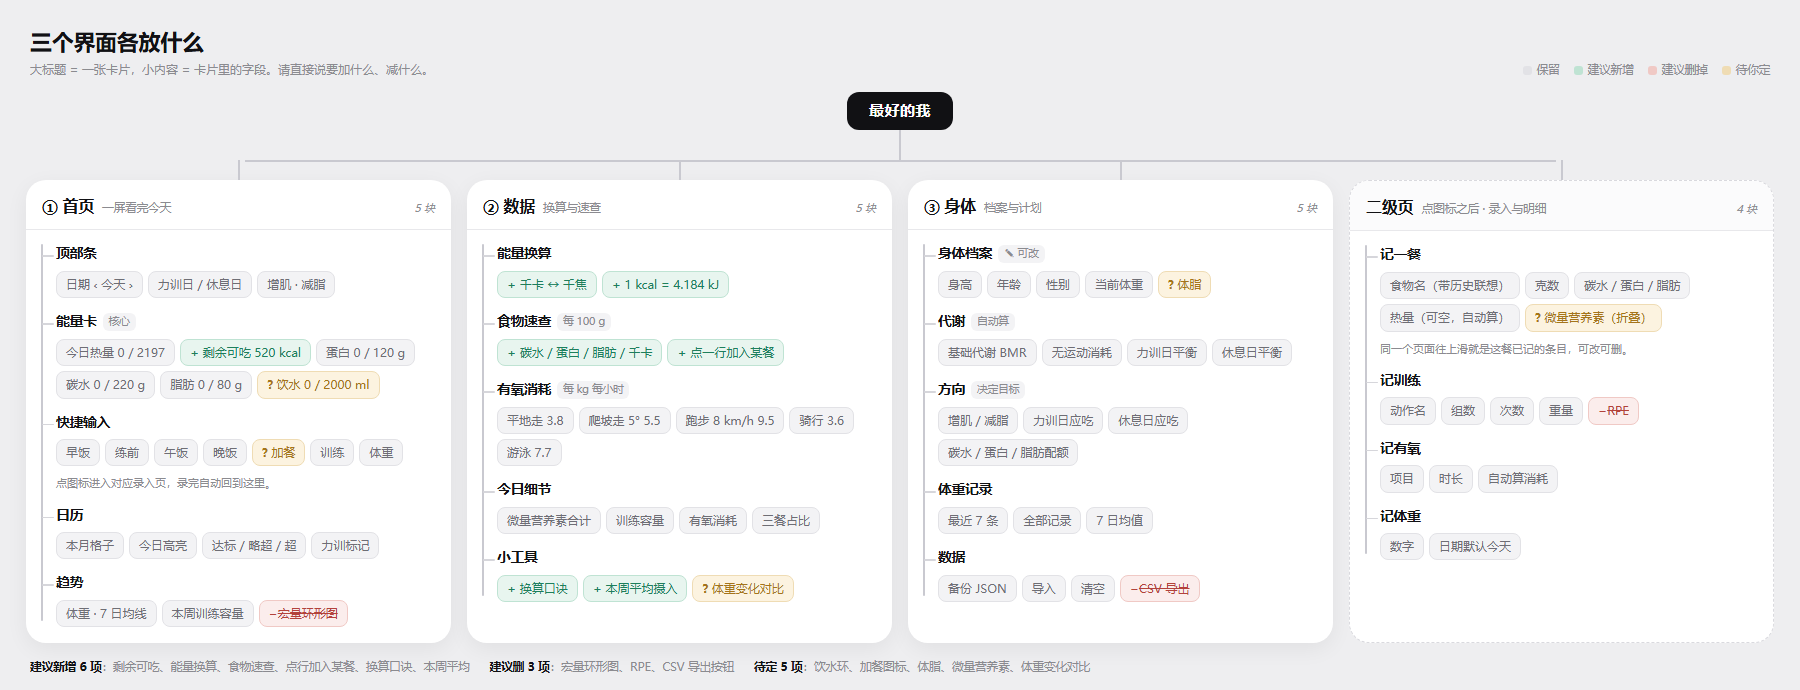 三个界面各放什么
大标题 = 一张卡片，小内容 = 卡片里的字段。请直接说要加什么、减什么。
保留 建议新增 建议删掉 待你定
最好的我
① 首页 一屏看完今天 5 块
顶部条
日期 ‹ 今天 › 力训日 / 休息日 增肌 · 减脂
能量卡 核心
今日热量 0 / 2197 + 剩余可吃 520 kcal 蛋白 0 / 120 g
碳水 0 / 220 g 脂肪 0 / 80 g ? 饮水 0 / 2000 ml
快捷输入
早饭 练前 午饭 晚饭 ? 加餐 训练 体重
点图标进入对应录入页，录完自动回到这里。
日历
本月格子 今日高亮 达标 / 略超 / 超 力训标记
趋势
体重 · 7 日均线 本周训练容量 −宏量环形图
② 数据 换算与速查 5 块
能量换算
+ 千卡 ↔ 千焦 + 1 kcal = 4.184 kJ
食物速查 每 100 g
+ 碳水 / 蛋白 / 脂肪 / 千卡 + 点一行加入某餐
有氧消耗 每 kg 每小时
平地走 3.8 爬坡走 5° 5.5 跑步 8 km/h 9.5 骑行 3.6
游泳 7.7
今日细节
微量营养素合计 训练容量 有氧消耗 三餐占比
小工具
+ 换算口诀 + 本周平均摄入 ? 体重变化对比
③ 身体 档案与计划 5 块
身体档案 ✎ 可改
身高 年龄 性别 当前体重 ? 体脂
代谢 自动算
基础代谢 BMR 无运动消耗 力训日平衡 休息日平衡
方向 决定目标
增肌 / 减脂 力训日应吃 休息日应吃
碳水 / 蛋白 / 脂肪配额
体重记录
最近 7 条 全部记录 7 日均值
数据
备份 JSON 导入 清空 −CSV 导出
二级页 点图标之后 · 录入与明细 4 块
记一餐
食物名（带历史联想） 克数 碳水 / 蛋白 / 脂肪
热量（可空，自动算） ? 微量营养素（折叠）
同一个页面往上滑就是这餐已记的条目，可改可删。
记训练
动作名 组数 次数 重量 −RPE
记有氧
项目 时长 自动算消耗
记体重
数字 日期默认今天
建议新增 6 项：剩余可吃、能量换算、食物速查、点行加入某餐、换算口诀、本周平均 建议删 3 项：宏量环形图、RPE、CSV 导出按钮 待定 5 项：饮水环、加餐图标、体脂、微量营养素、体重变化对比